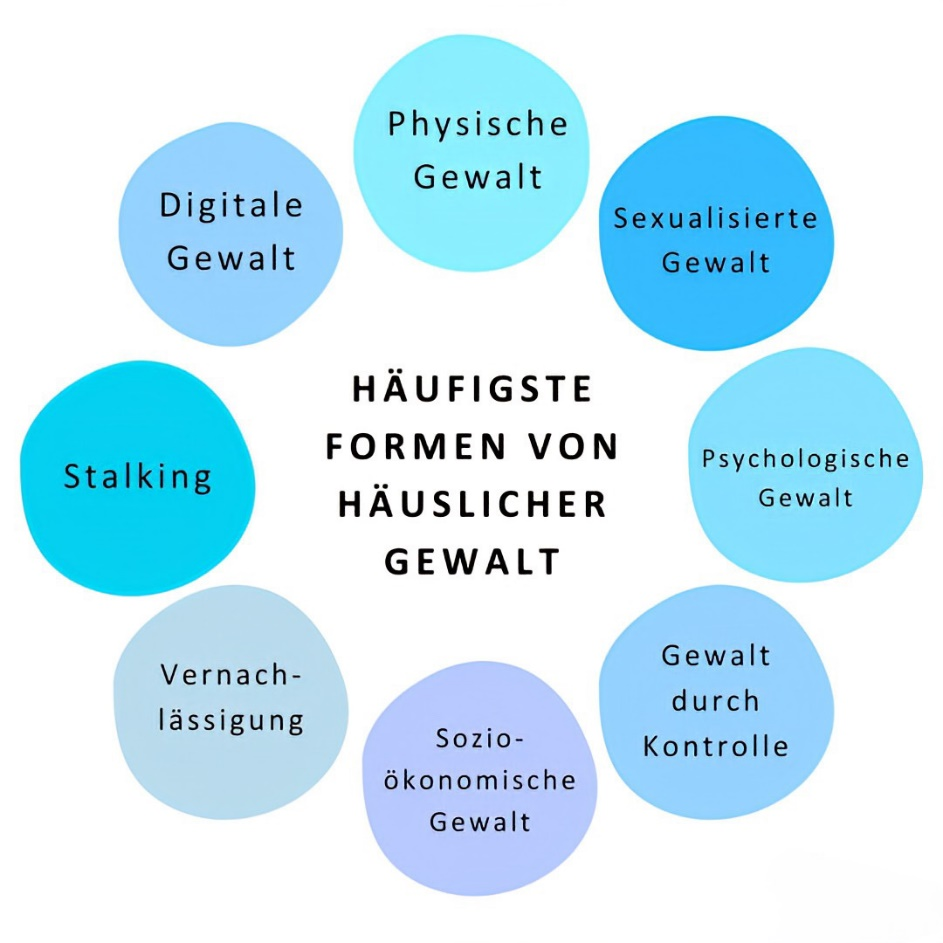 Physische
Gewalt
Digitale
Gewalt
Sexualisierte
Gewalt
HÄUFIGSTE
FORMEN VON
HÄUSLICHER
GEWALT
Stalking
Psychologische
Gewalt
Vernach-
lässigung
Gewalt
durch
Kontrolle
Sozio-
ökonomische
Gewalt